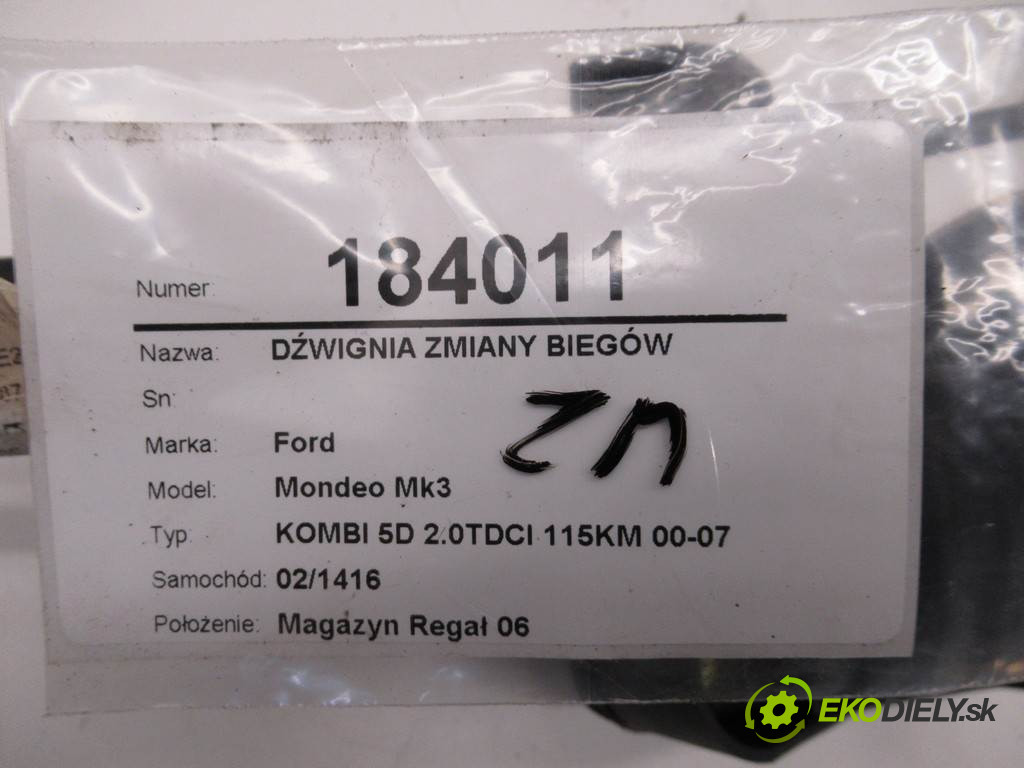 Numer: 184011
Nazwa: DŹWIGNIA ZMIANY BIEGÓW
Sn:
Marka: Ford
Model: Mondeo Mk3
Typ: KOMBI 5D 2.0TDCI 115KM 00-07
Samochód: 02/1416
Położenie: Magazyn Regał 06
EKODIELY.sk